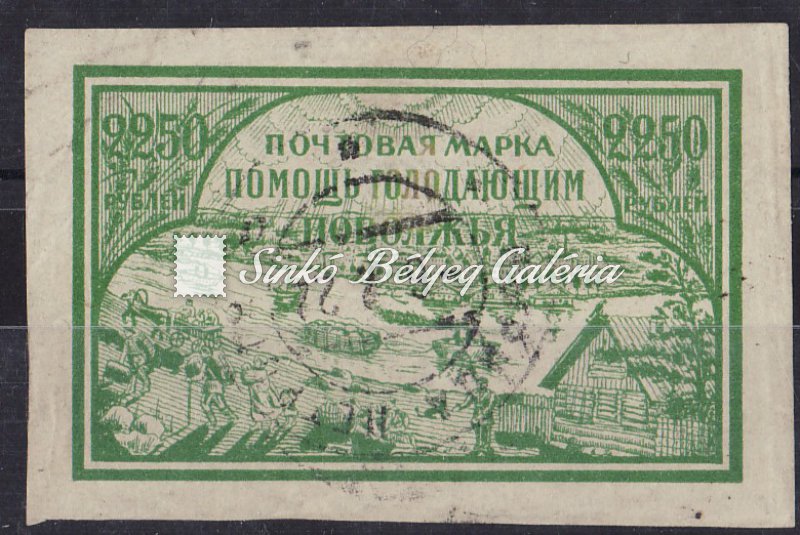 2250 2250
ПОЧТОВАЯ МАРКА
ПОМОЩЬ ГОЛОДАЮЩИМ
РУБЛЕЙ РУБЛЕЙ
ПОВОЛЖЬЯ
Sinkó Bélyeg Galéria